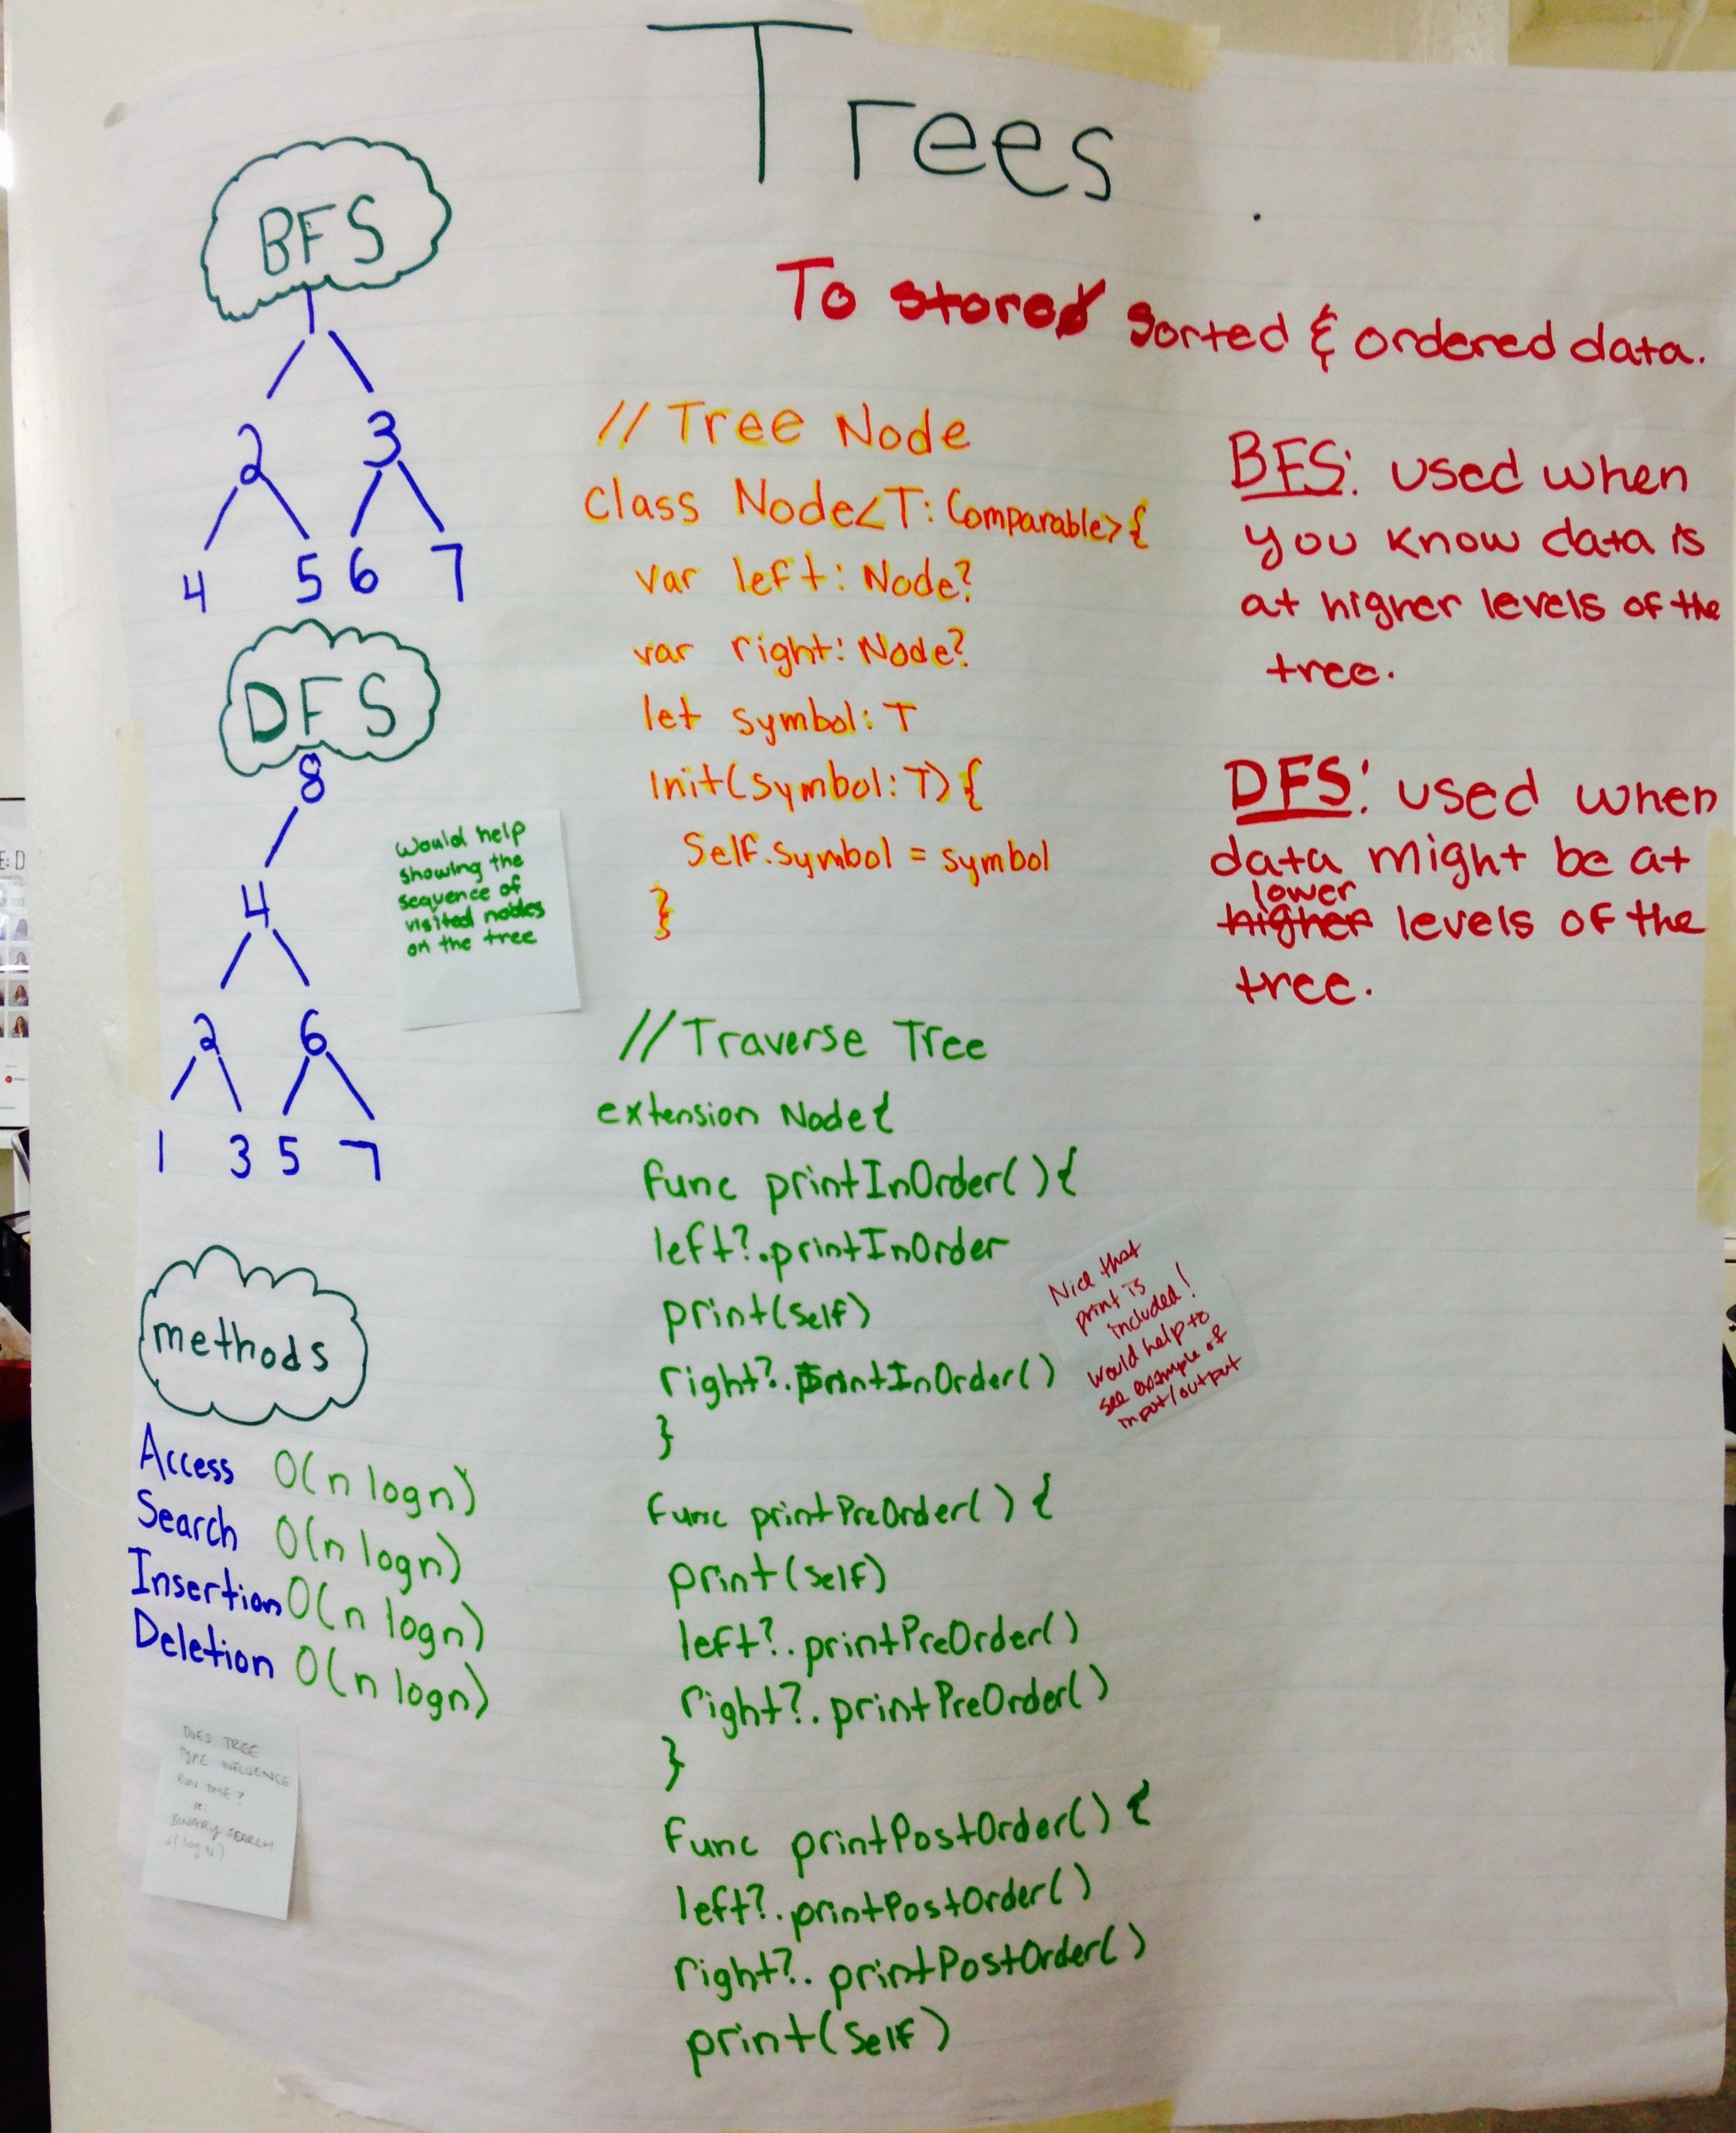 Trees
To store sorted & ordered data.
BFS
1
2 3
4 5 6 7
DFS
8
4
2 6
1 3 5 7
Would help
showing the
sequence of
visited nodes
on the tree
methods
Access O(n logn)
Search O(n logn)
Insertion O(n logn)
Deletion O(n logn)
DOES TREE
TYPE INFLUENCE
RUN TIME?
ie.
BINARY SEARCH
// Tree Node
class Node<T: Comparable>{
var left: Node?
var right: Node?
let symbol: T
Init(symbol: T){
Self.symbol = symbol
}
// Traverse Tree
extension Node{
func printInOrder(){
left?.printInOrder
print(self)
right?.printInOrder()
}
func printPreOrder() {
print(self)
left?.printPreOrder()
right?.printPreOrder()
}
func printPostOrder() {
left?.printPostOrder()
right?.printPostOrder()
print(self)
Nice that
print is
included!
Would help to
see example of
input/output
BFS: used when
you know data is
at higher levels of the
tree.
DFS: used when
data might be at
lower
higher levels of the
tree.